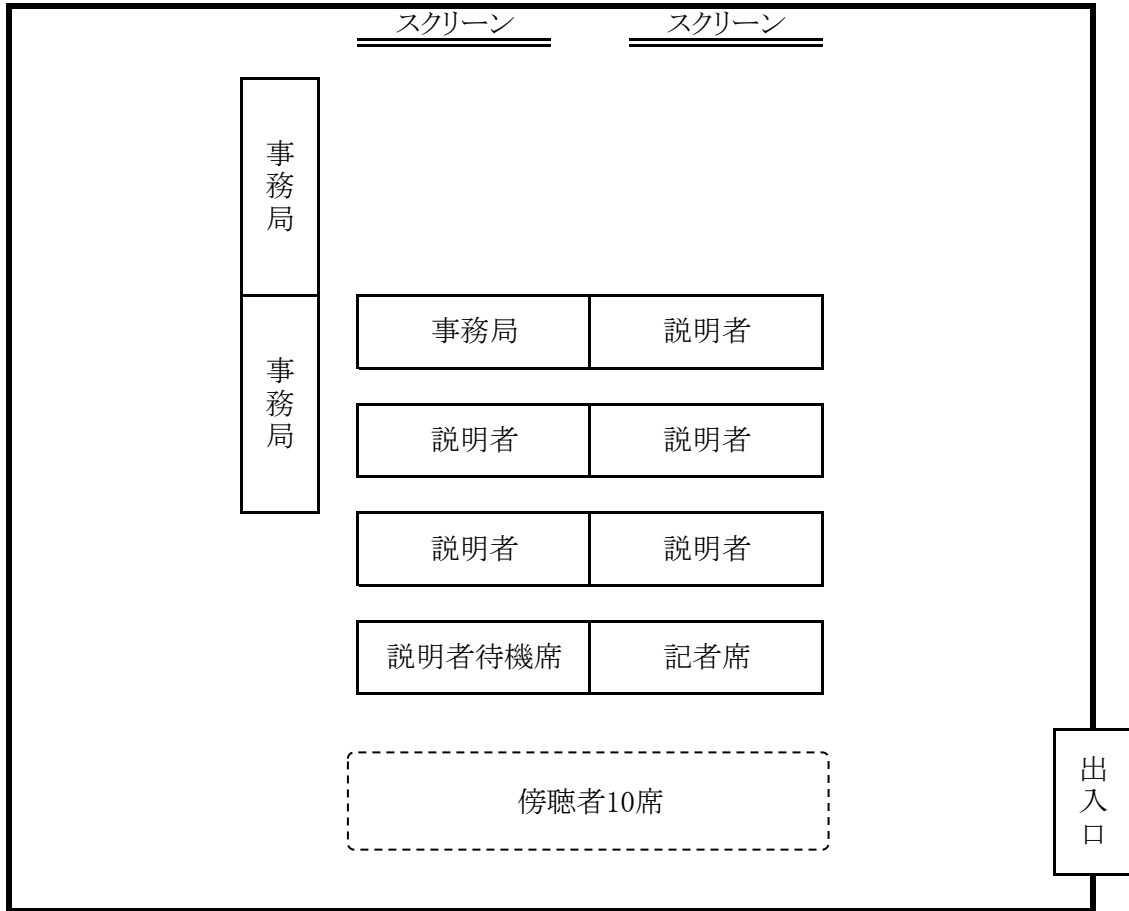 スクリーン スクリーン
事務局
事務局 説明者
事務局
説明者 説明者
説明者 説明者
説明者待機席 記者席
傍聴者10席
出入口